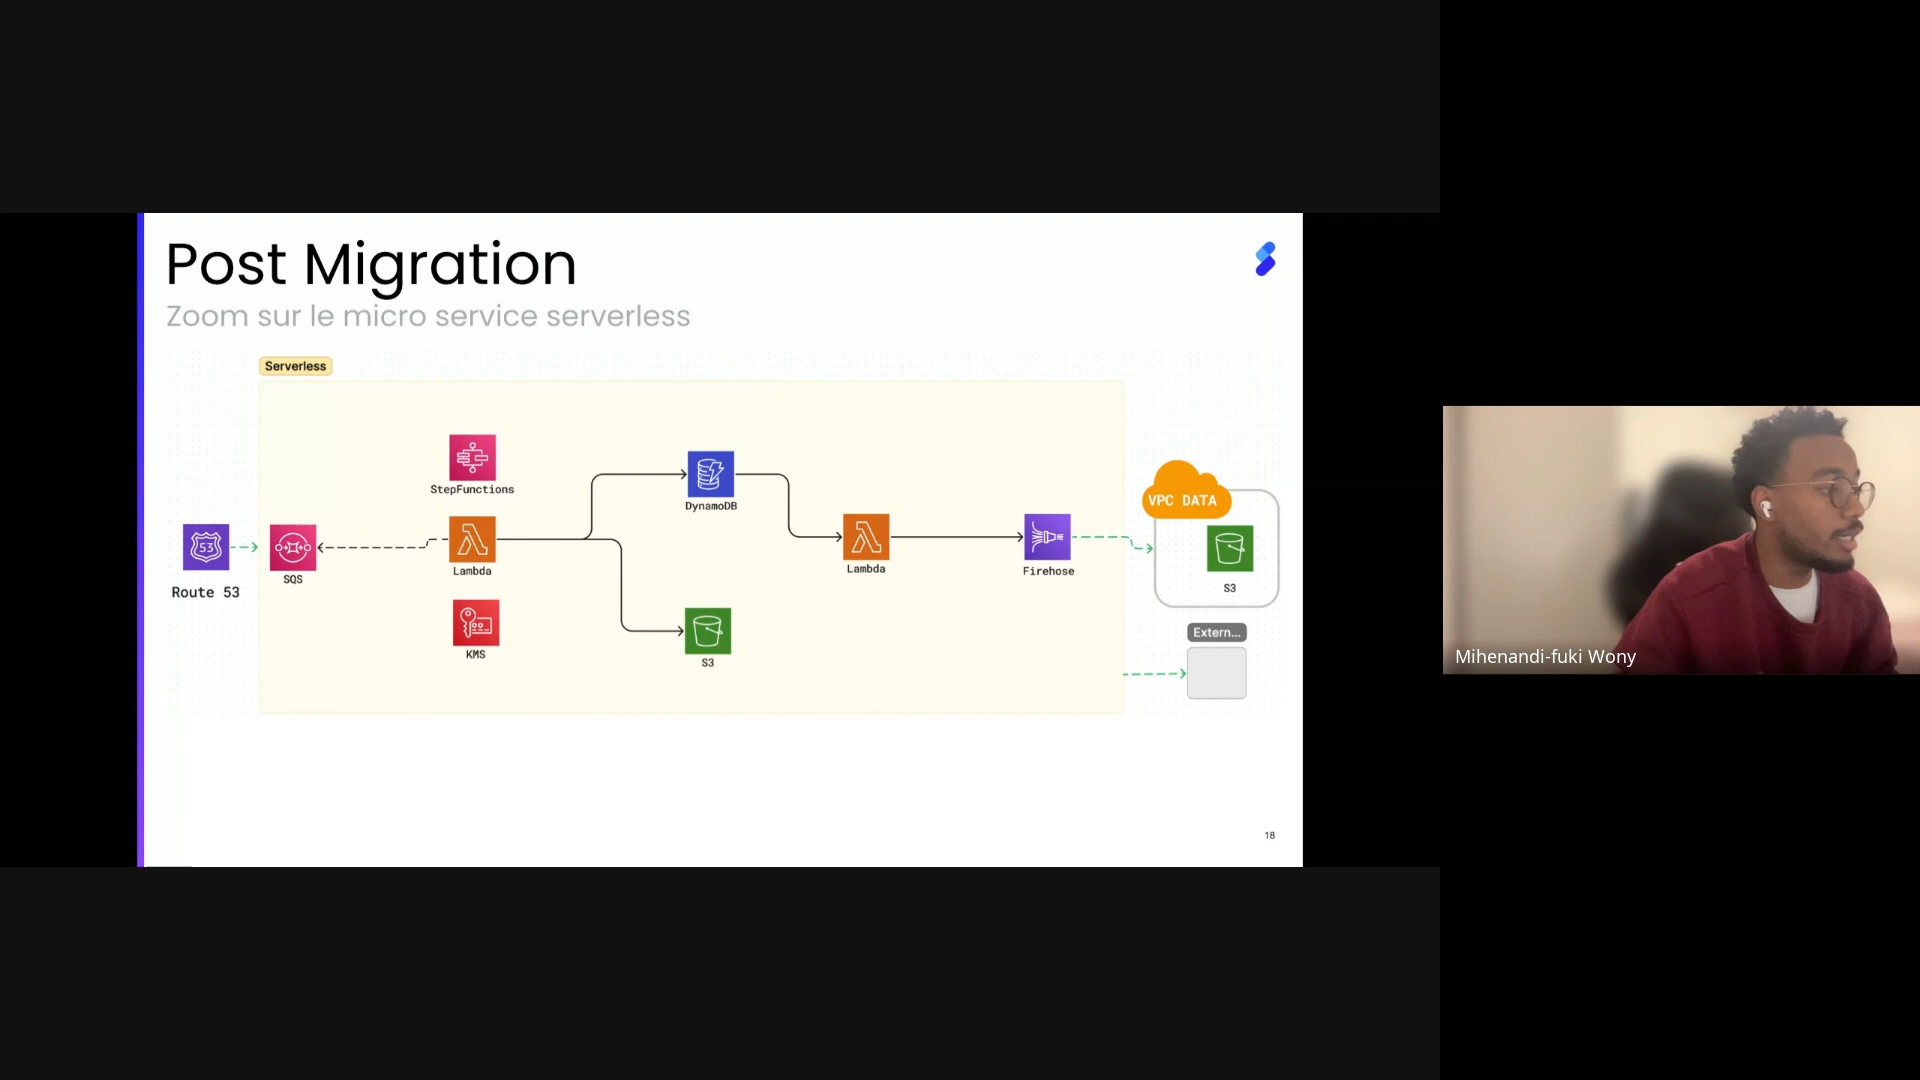 Post Migration
Zoom sur le micro service serverless
Serverless
StepFunctions
DynamoDB
VPC DATA
53
Route 53
SQS
Lambda
Lambda
Firehose
S3
KMS
S3
Extern...
Mihenandi-fuki Wony
18